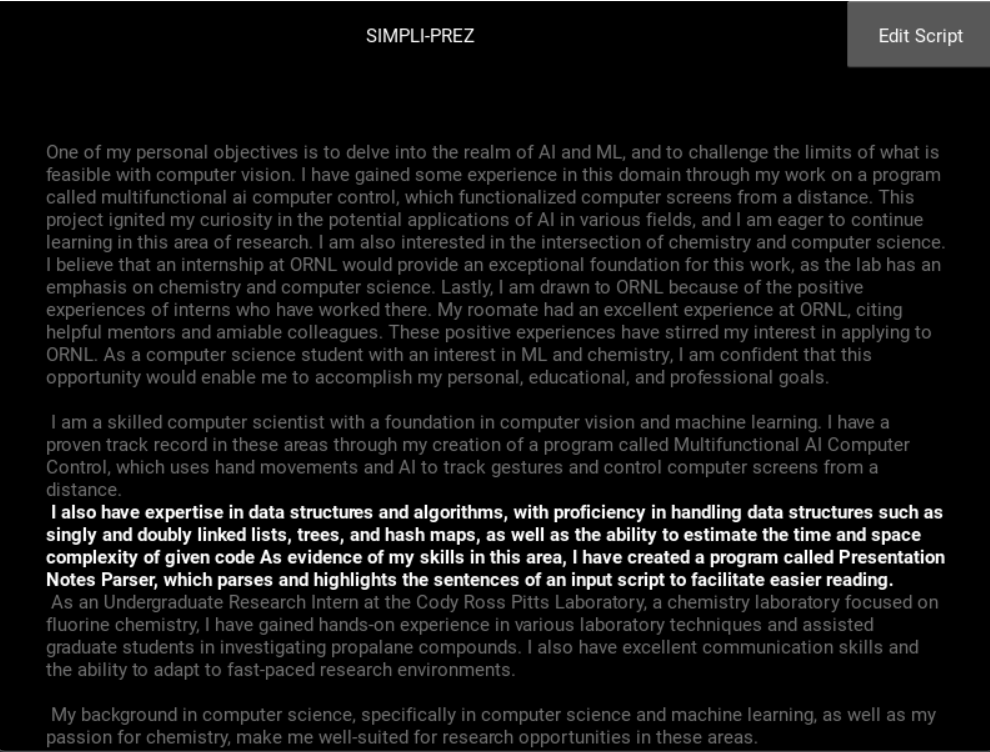 SIMPLI-PREZ
Edit Script
One of my personal objectives is to delve into the realm of AI and ML, and to challenge the limits of what is
feasible with computer vision. I have gained some experience in this domain through my work on a program
called multifunctional ai computer control, which functionalized computer screens from a distance. This
project ignited my curiosity in the potential applications of AI in various fields, and I am eager to continue
learning in this area of research. I am also interested in the intersection of chemistry and computer science.
I believe that an internship at ORNL would provide an exceptional foundation for this work, as the lab has an
emphasis on chemistry and computer science. Lastly, I am drawn to ORNL because of the positive
experiences of interns who have worked there. My roomate had an excellent experience at ORNL, citing
helpful mentors and amiable colleagues. These positive experiences have stirred my interest in applying to
ORNL. As a computer science student with an interest in ML and chemistry, I am confident that this
opportunity would enable me to accomplish my personal, educational, and professional goals.
I am a skilled computer scientist with a foundation in computer vision and machine learning. I have a
proven track record in these areas through my creation of a program called Multifunctional AI Computer
Control, which uses hand movements and AI to track gestures and control computer screens from a
distance.
I also have expertise in data structures and algorithms, with proficiency in handling data structures such as
singly and doubly linked lists, trees, and hash maps, as well as the ability to estimate the time and space
complexity of given code As evidence of my skills in this area, I have created a program called Presentation
Notes Parser, which parses and highlights the sentences of an input script to facilitate easier reading.
As an Undergraduate Research Intern at the Cody Ross Pitts Laboratory, a chemistry laboratory focused on
fluorine chemistry, I have gained hands-on experience in various laboratory techniques and assisted
graduate students in investigating propalane compounds. I also have excellent communication skills and
the ability to adapt to fast-paced research environments.
My background in computer science, specifically in computer science and machine learning, as well as my
passion for chemistry, make me well-suited for research opportunities in these areas.